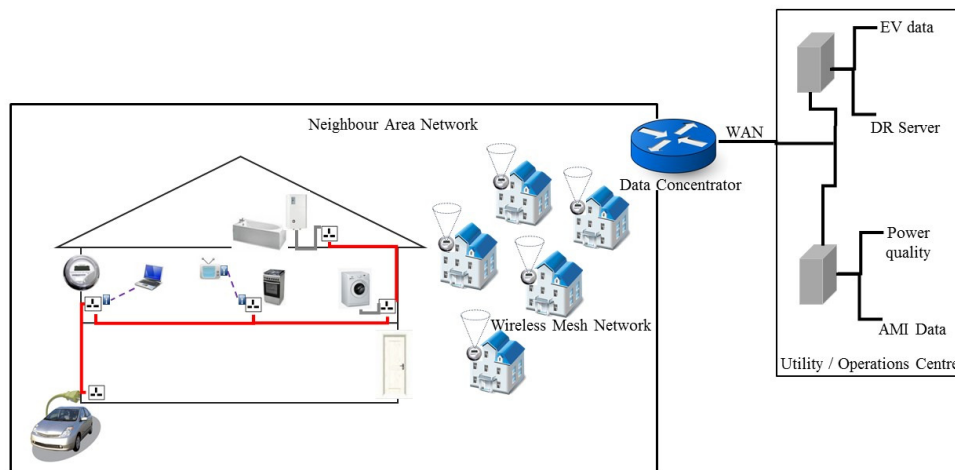 EV data
DR Server
WAN
Neighbour Area Network
Data Concentrator
Power
quality
Wireless Mesh Network
AMI Data
Utility / Operations Centre